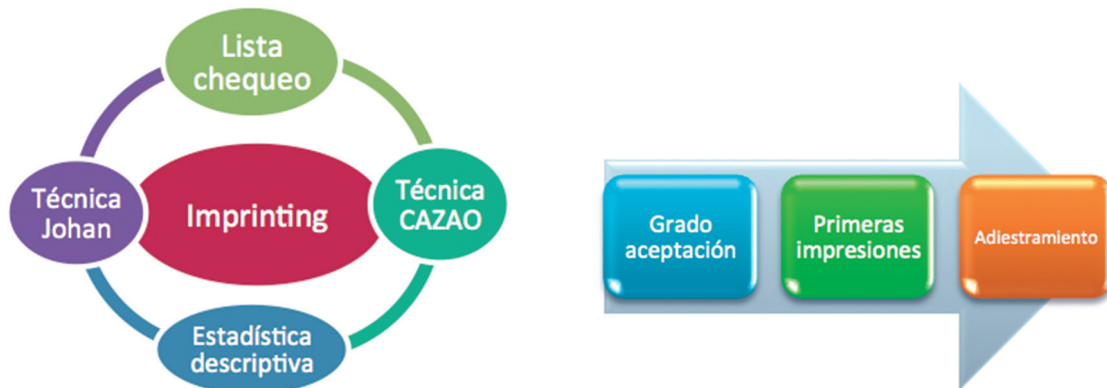 Lista
chequeo
Técnica
Johan
Imprinting
Técnica
CAZAO
Estadística
descriptiva
Grado
aceptación
Primeras
impresiones
Adiestramiento